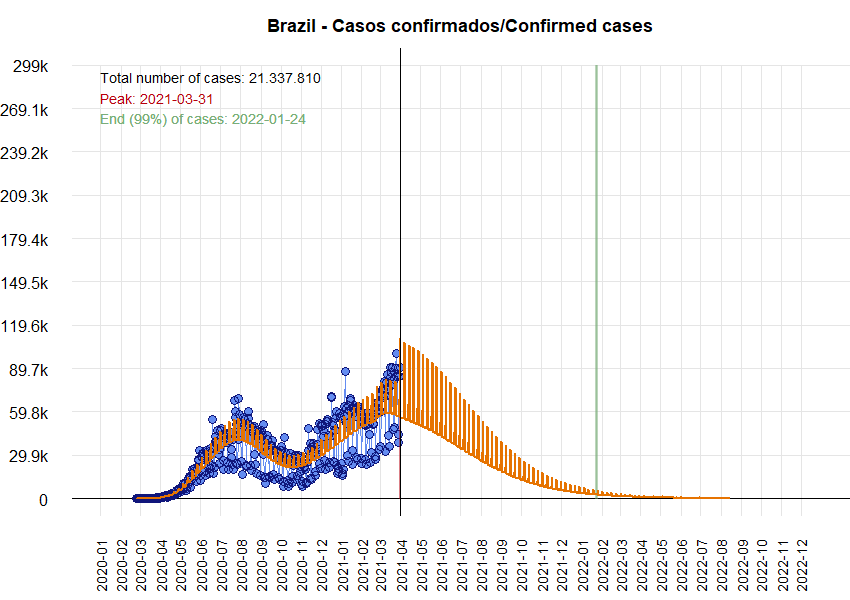 Brazil - Casos confirmados/Confirmed cases
299k
Total number of cases: 21.337.810
Peak: 2021-03-31
269.1k
End (99%) of cases: 2022-01-24
239.2k
209.3k
179.4k
149.5k
119.6k
89.7k
59.8k
29.9k
0
2020-01
2020-02
2020-03
2020-04
2020-05
2020-06
2020-07
2020-08
2020-09
2020-10
2020-11
2020-12
2021-01
2021-02
2021-03
2021-04
2021-05
2021-06
2021-07
2021-08
2021-09
2021-10
2021-11
2021-12
2022-01
2022-02
2022-03
2022-04
2022-05
2022-06
2022-07
2022-08
2022-09
2022-10
2022-11
2022-12